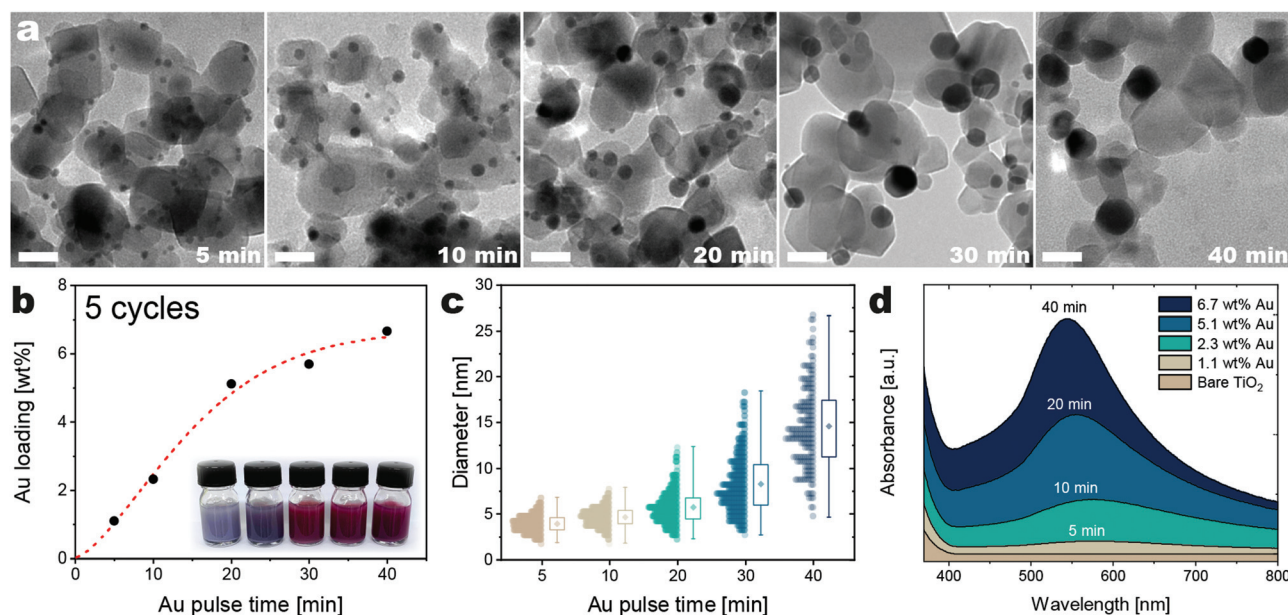 a
5 min
10 min
20 min
30 min
40 min
b
5 cycles
Au loading [wt%]
8
6
4
2
0
0
10
20
30
40
Au pulse time [min]
c
Diameter [nm]
30
25
20
15
10
5
0
5
10
20
30
40
Au pulse time [min]
d
Absorbance [a.u.]
40 min
20 min
10 min
5 min
6.7 wt% Au
5.1 wt% Au
2.3 wt% Au
1.1 wt% Au
Bare TiO₂
400
500
600
700
800
Wavelength [nm]